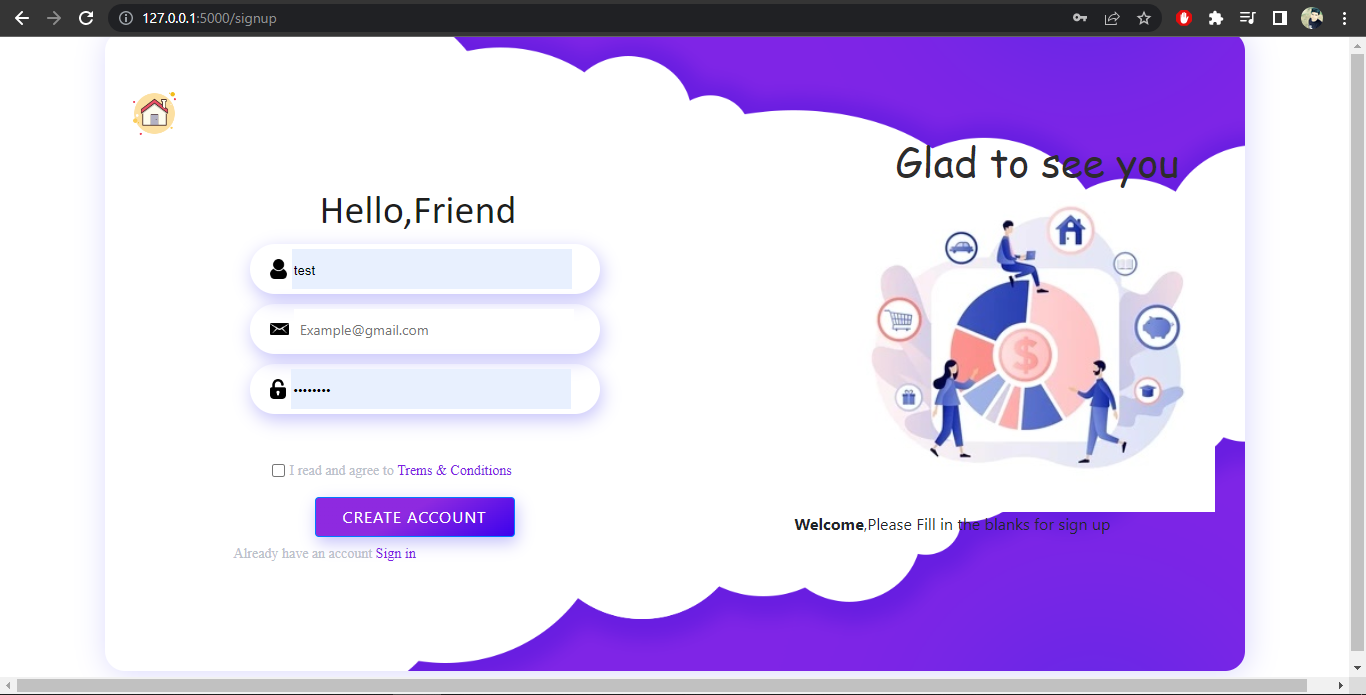 127.0.0.1:5000/signup
Glad to see you
Hello,Friend
test
Example@gmail.com
••••••••
I read and agree to Trems & Conditions
CREATE ACCOUNT
Welcome,Please Fill in the blanks for sign up
Already have an account Sign in